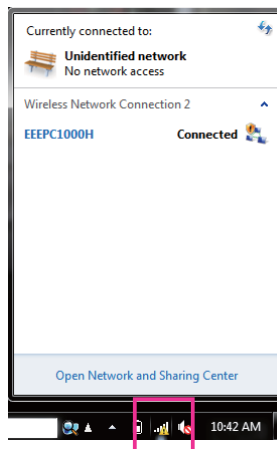 Currently connected to:
Unidentified network
No network access
Wireless Network Connection 2
EEEPC1000H Connected
Open Network and Sharing Center
10:42 AM